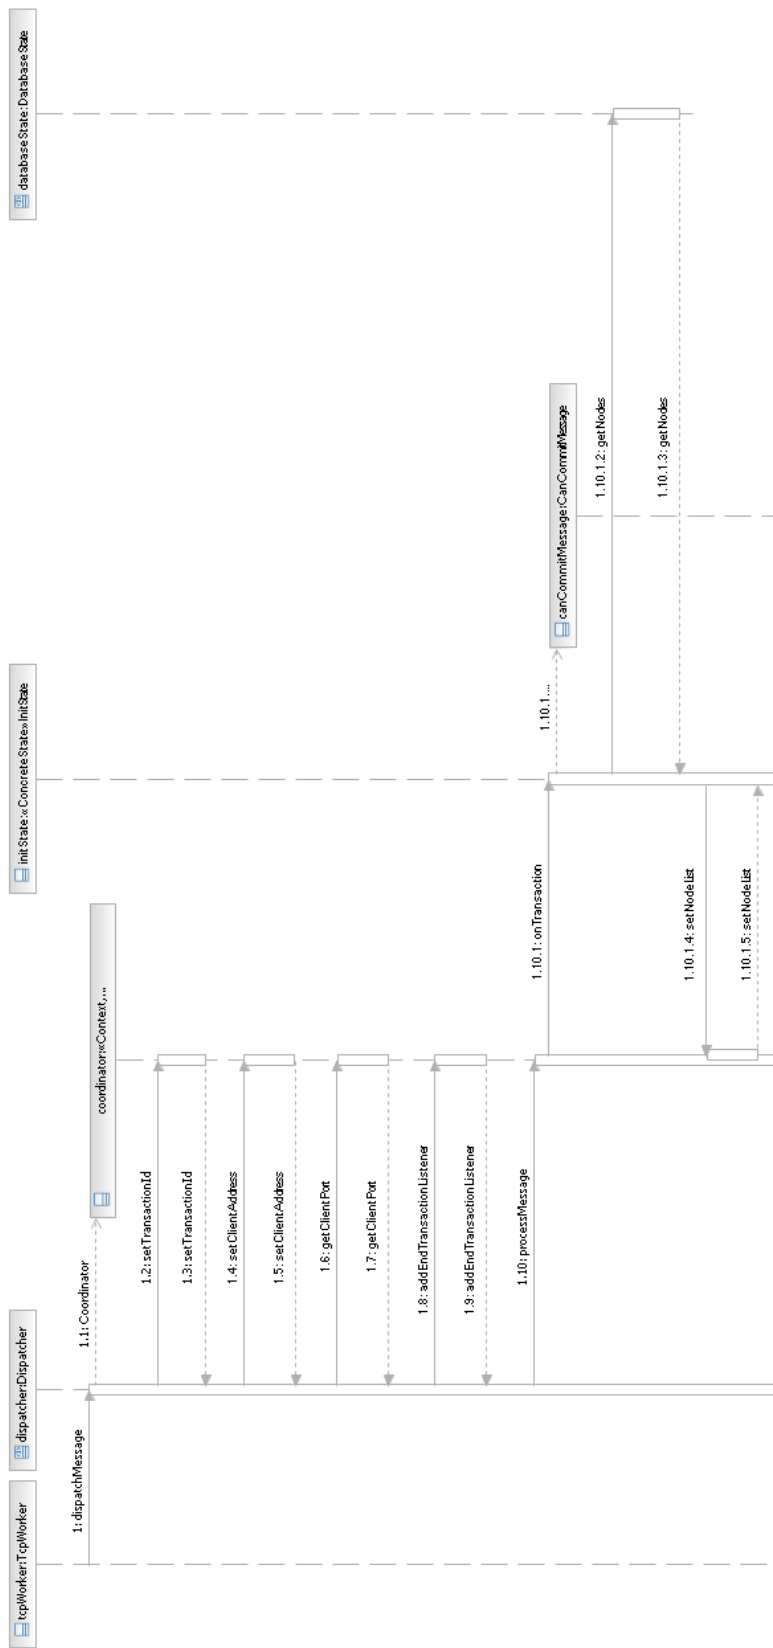 tcpWorker:TcpWorker
dispatcher:Dispatcher
initState:«ConcreteState»InitState
databaseState:DatabaseState
1: dispatchMessage
1.1: Coordinator
coordinator:«Context,...
1.2: setTransactionId
1.3: setTransactionId
1.4: setClientAddress
1.5: setClientAddress
1.6: getClientPort
1.7: getClientPort
1.8: addEndTransactionListener
1.9: addEndTransactionListener
1.10: processMessage
1.10.1: onTransaction
1.10.1....
canCommitMessage:CanCommitMessage
1.10.1.2: getNodes
1.10.1.3: getNodes
1.10.1.4: setNodeList
1.10.1.5: setNodeList